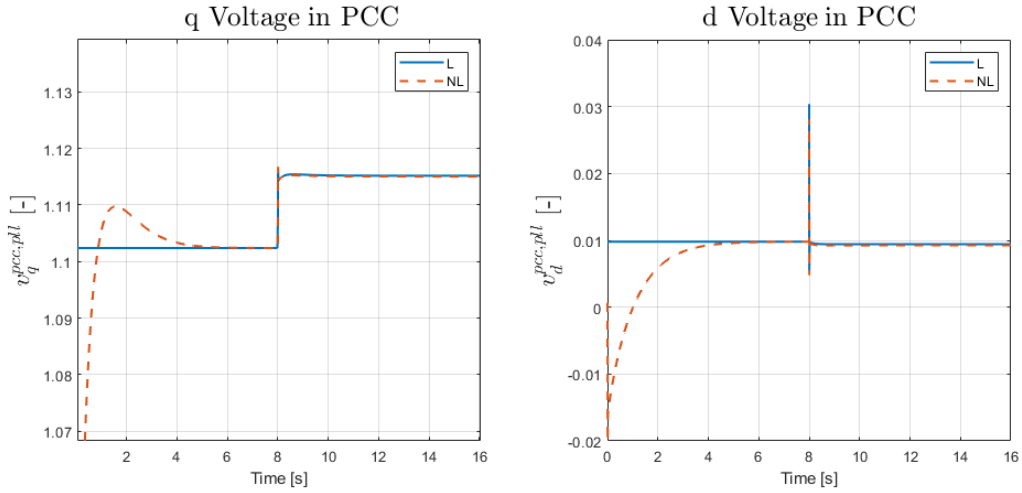 q Voltage in PCC
v_q^{pcc,pll} [-]
1.13
1.12
1.11
1.1
1.09
1.08
1.07
2 4 6 8 10 12 14 16
Time [s]
L
NL
d Voltage in PCC
v_d^{pcc,pll} [-]
0.04
0.03
0.02
0.01
0
-0.01
-0.02
0 2 4 6 8 10 12 14 16
Time [s]
L
NL